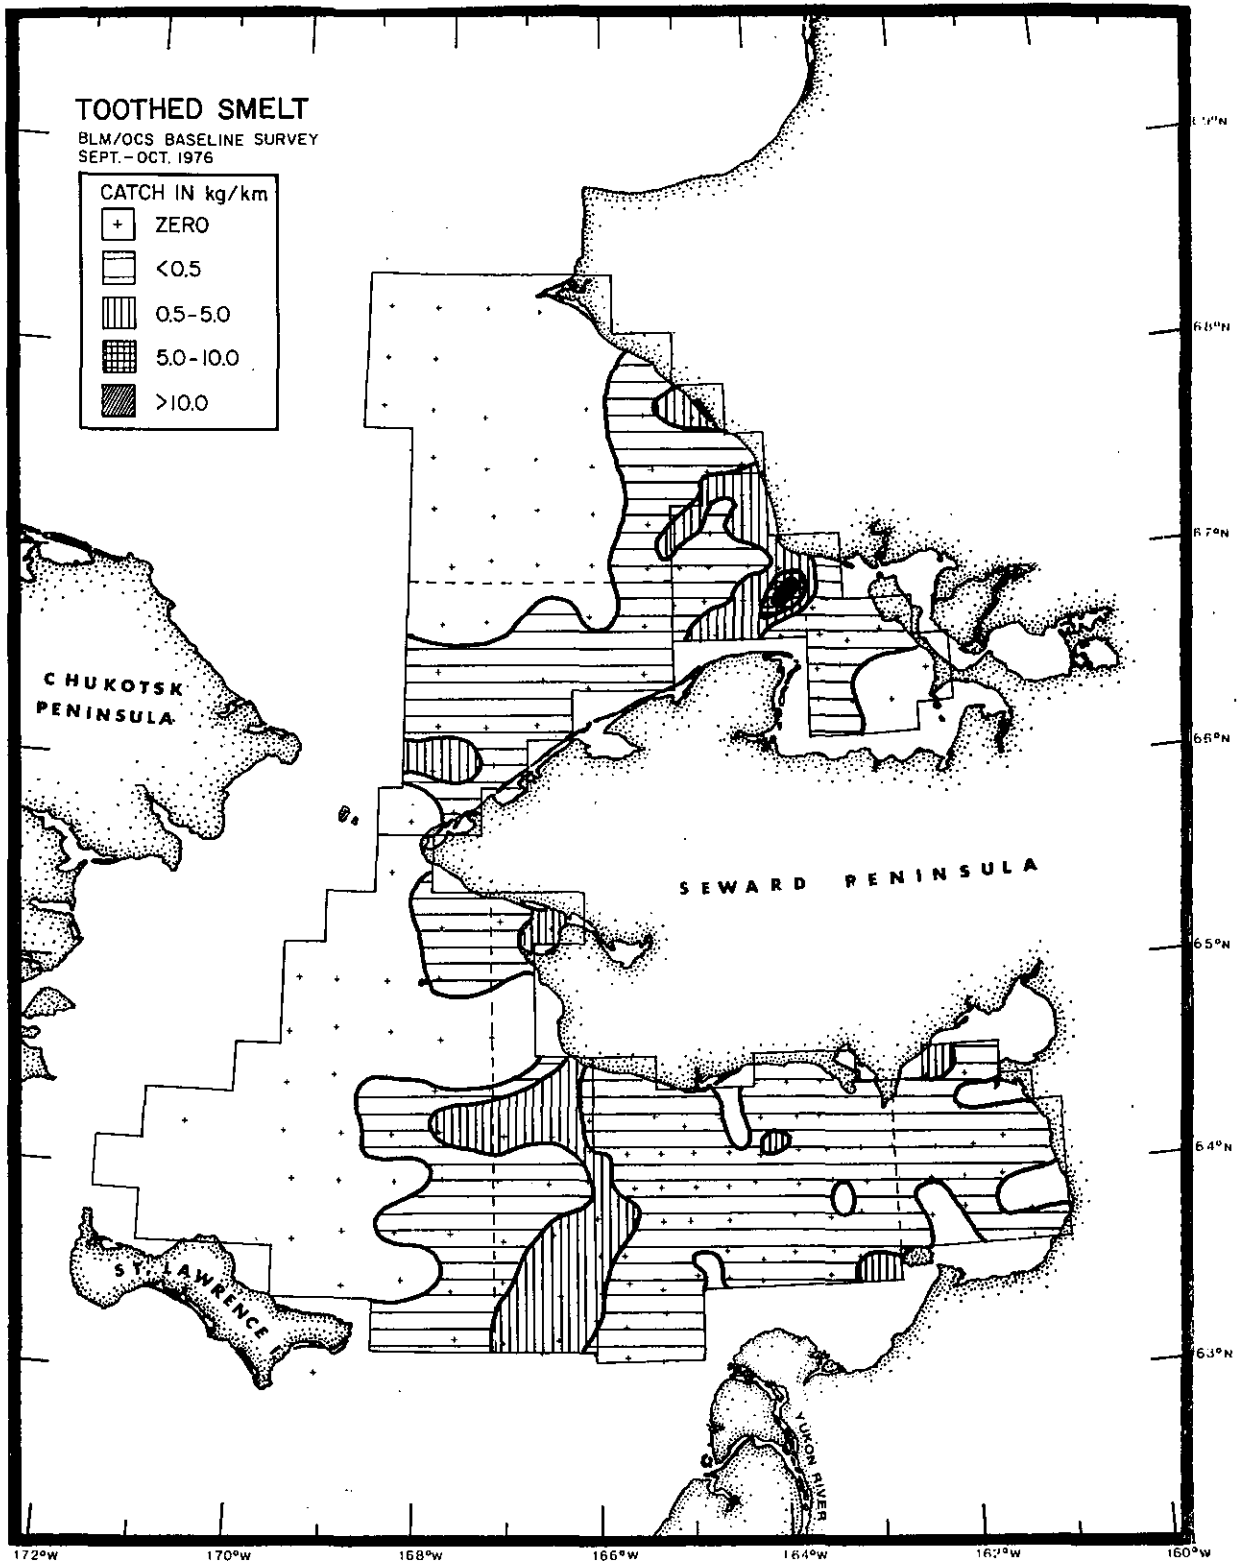 TOOTHED SMELT
BLM/OCS BASELINE SURVEY
SEPT.-OCT. 1976
CATCH IN kg/km
ZERO
<0.5
0.5-5.0
5.0-10.0
>10.0
68°N
67°N
CHUKOTSK
PENINSULA
65°N
SEWARD PENINSULA
65°N
64°N
ST. LAWRENCE I
63°N
YUKON RIVER
172°W
170°W
168°W
166°W
164°W
162°W
160°W